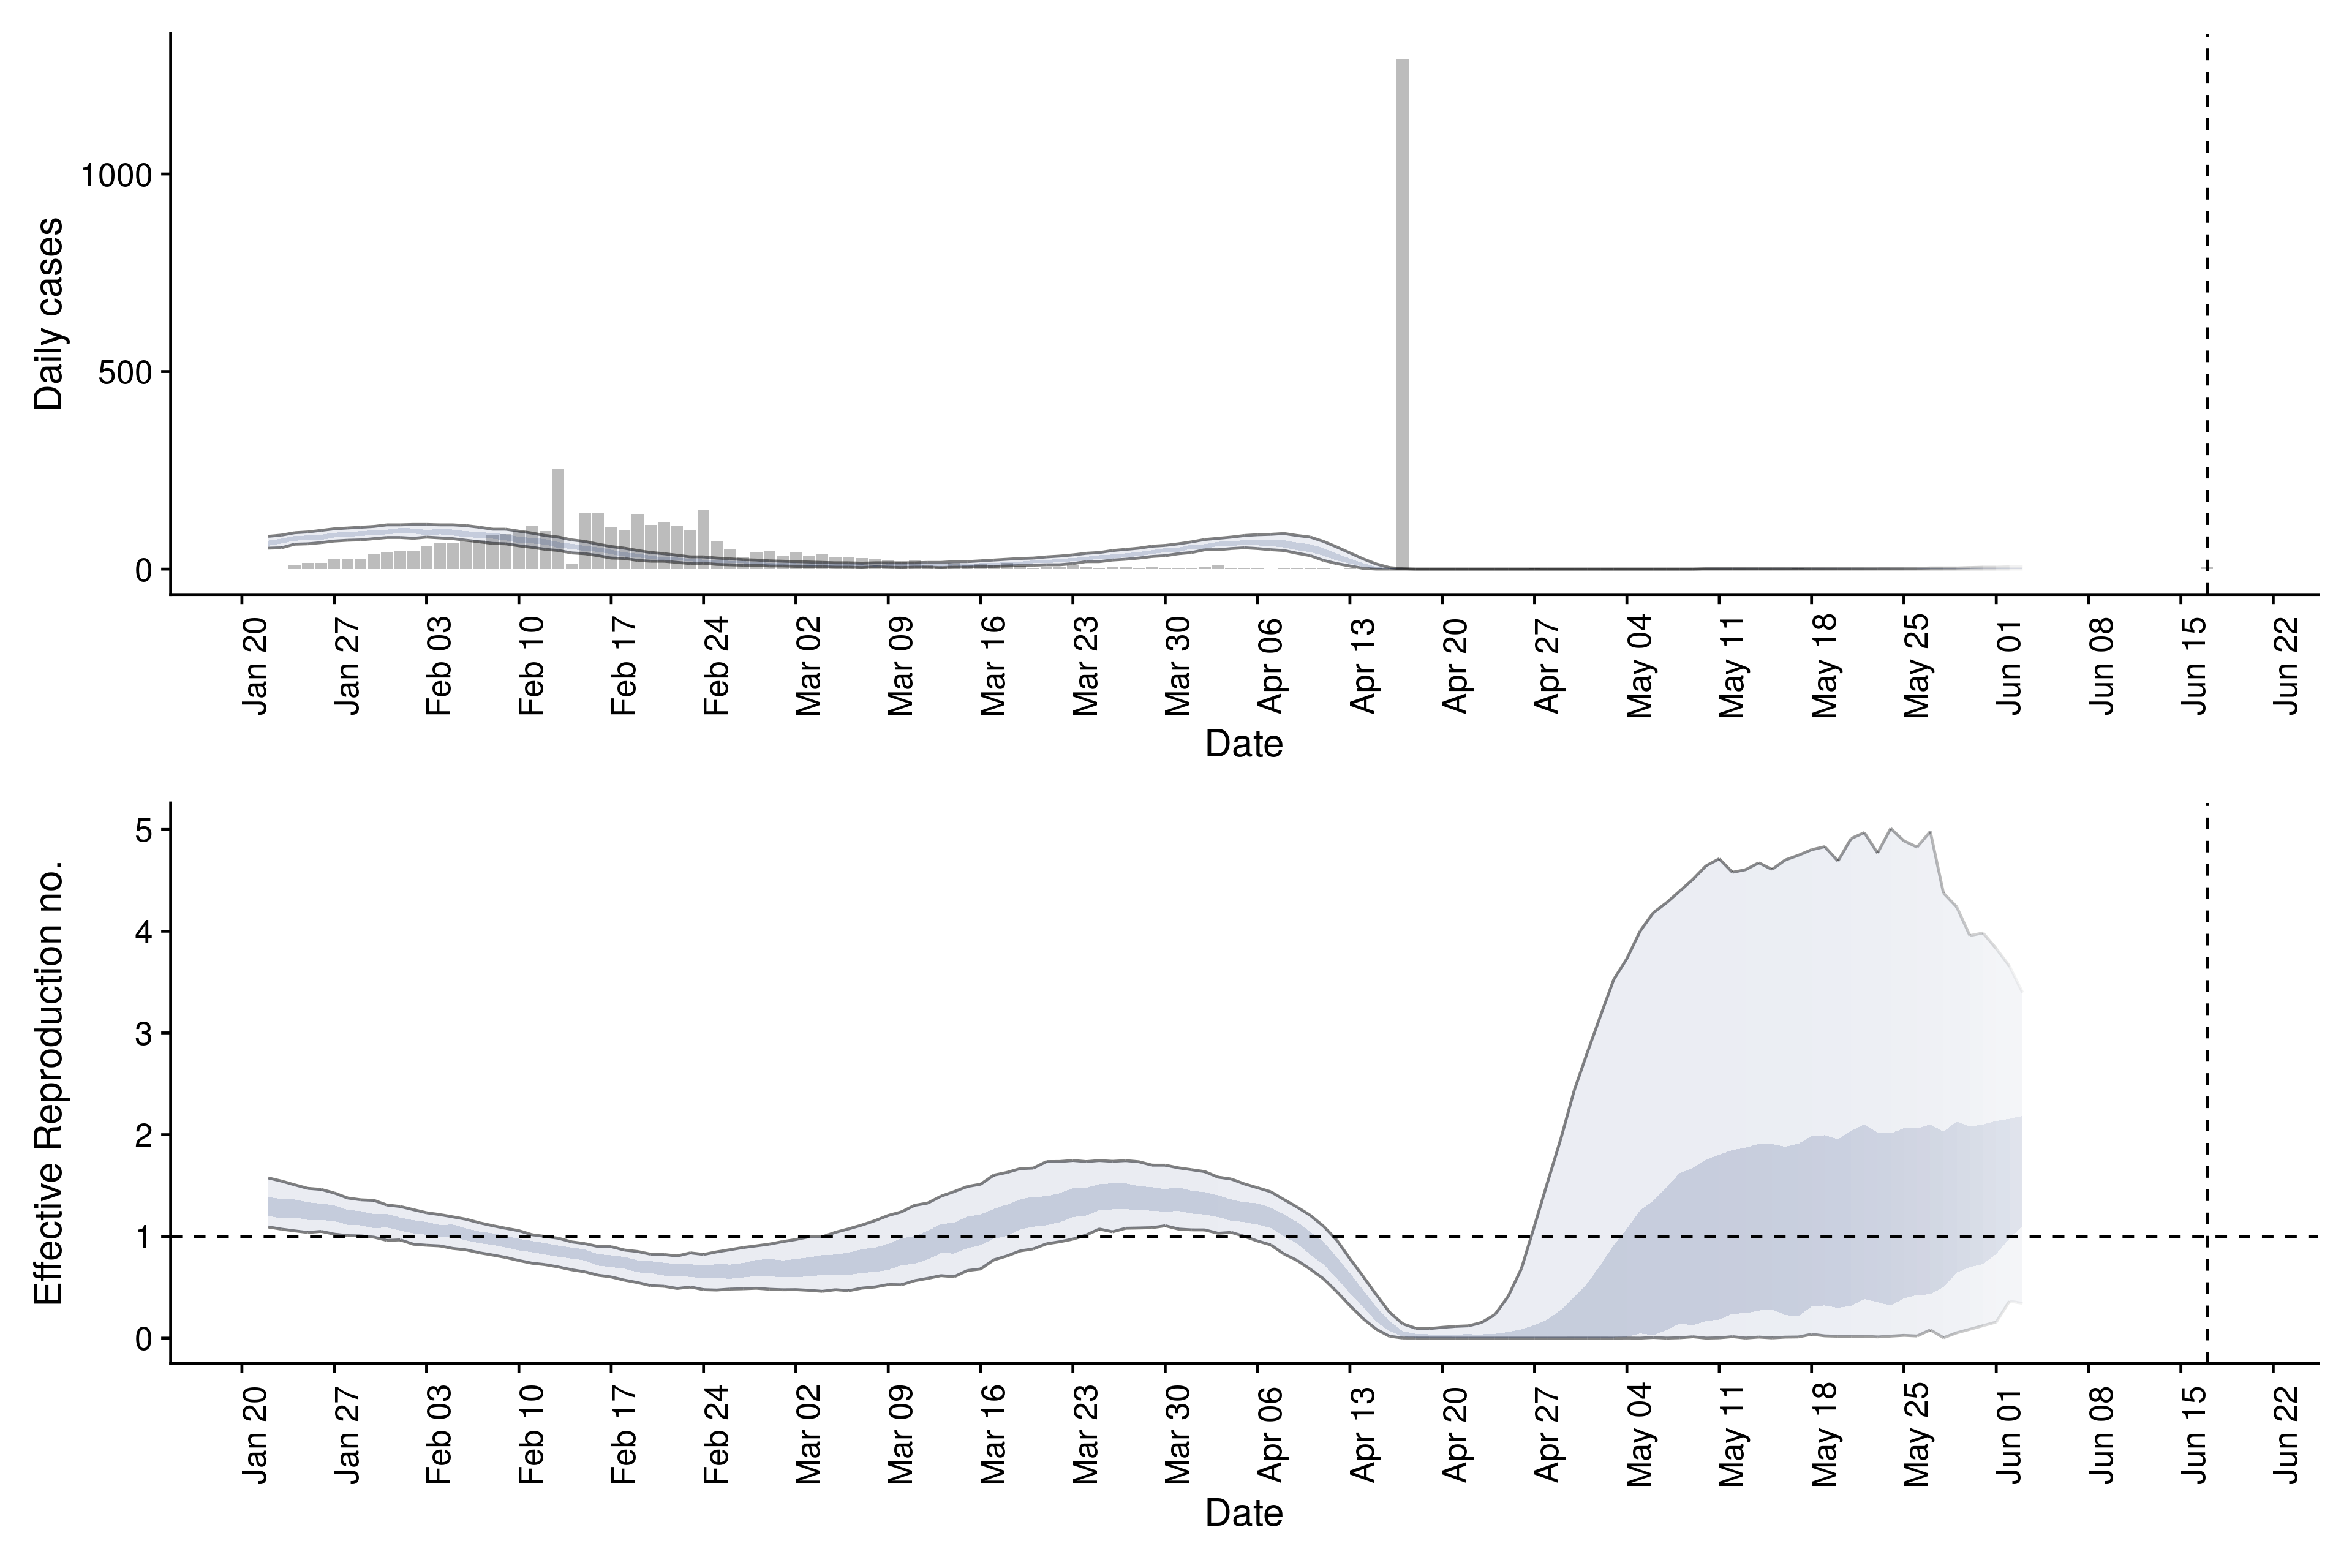 Daily cases
1000
500
0
Jan 20 Jan 27 Feb 03 Feb 10 Feb 17 Feb 24 Mar 02 Mar 09 Mar 16 Mar 23 Mar 30 Apr 06 Apr 13 Apr 20 Apr 27 May 04 May 11 May 18 May 25 Jun 01 Jun 08 Jun 15 Jun 22
Date
Effective Reproduction no.
5
4
3
2
1
0
Jan 20 Jan 27 Feb 03 Feb 10 Feb 17 Feb 24 Mar 02 Mar 09 Mar 16 Mar 23 Mar 30 Apr 06 Apr 13 Apr 20 Apr 27 May 04 May 11 May 18 May 25 Jun 01 Jun 08 Jun 15 Jun 22
Date